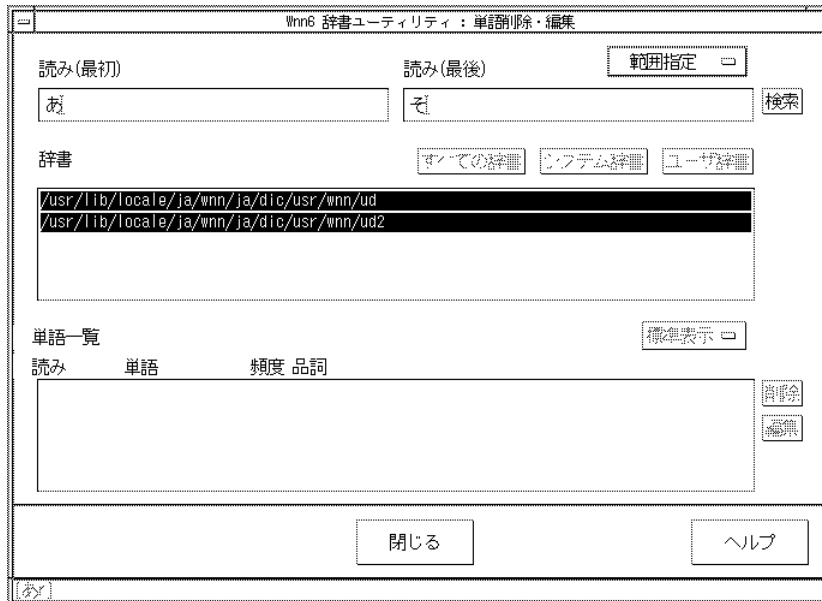 Wnn6 辞書ユーティリティ : 単語削除・編集
読み(最初)
読み(最後)
範囲指定
あ
そ
検索
辞書
すべての辞書
システム辞書
ユーザ辞書
/usr/lib/locale/ja/wnn/ja/dic/usr/wnn/ud
/usr/lib/locale/ja/wnn/ja/dic/usr/wnn/ud2
単語一覧
標準表示
読み 単語 頻度 品詞
削除
編集
閉じる
ヘルプ